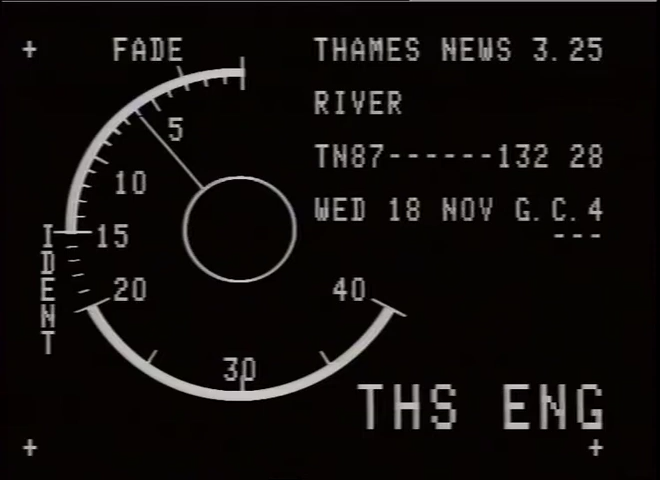 FADE
THAMES NEWS 3.25
RIVER
5
TN87------132 28
10
WED 18 NOV G.C.4
---
15
IDENT
20
40
30
THS ENG